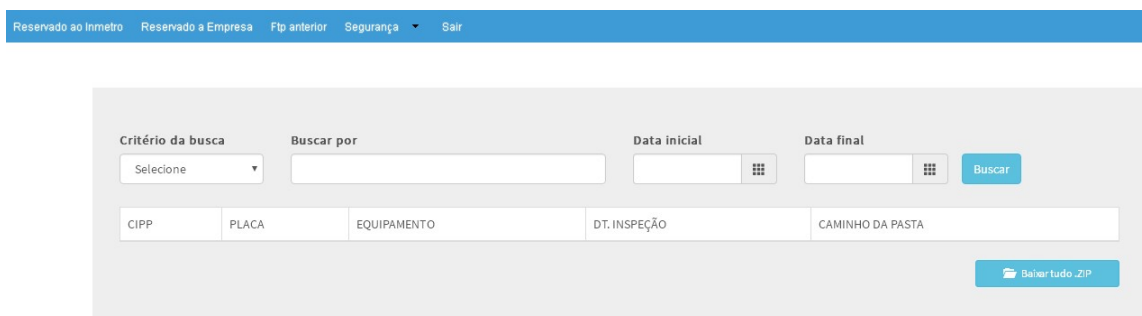 Reservado ao Inmetro Reservado a Empresa Ftp anterior Segurança Sair
Critério da busca Buscar por Data inicial Data final
Selecione Buscar
CIPP PLACA EQUIPAMENTO DT. INSPEÇÃO CAMINHO DA PASTA
Baixar tudo .ZIP